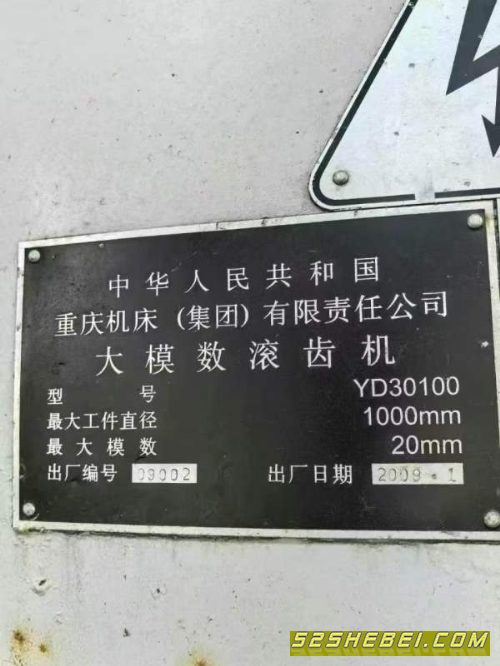 中华人民共和国
重庆机床(集团)有限责任公司
大模数滚齿机
型号 YD30100
最大工件直径 1000mm
最大模数 20mm
出厂编号 09002 出厂日期 2009.1
52SHEBEI.COM